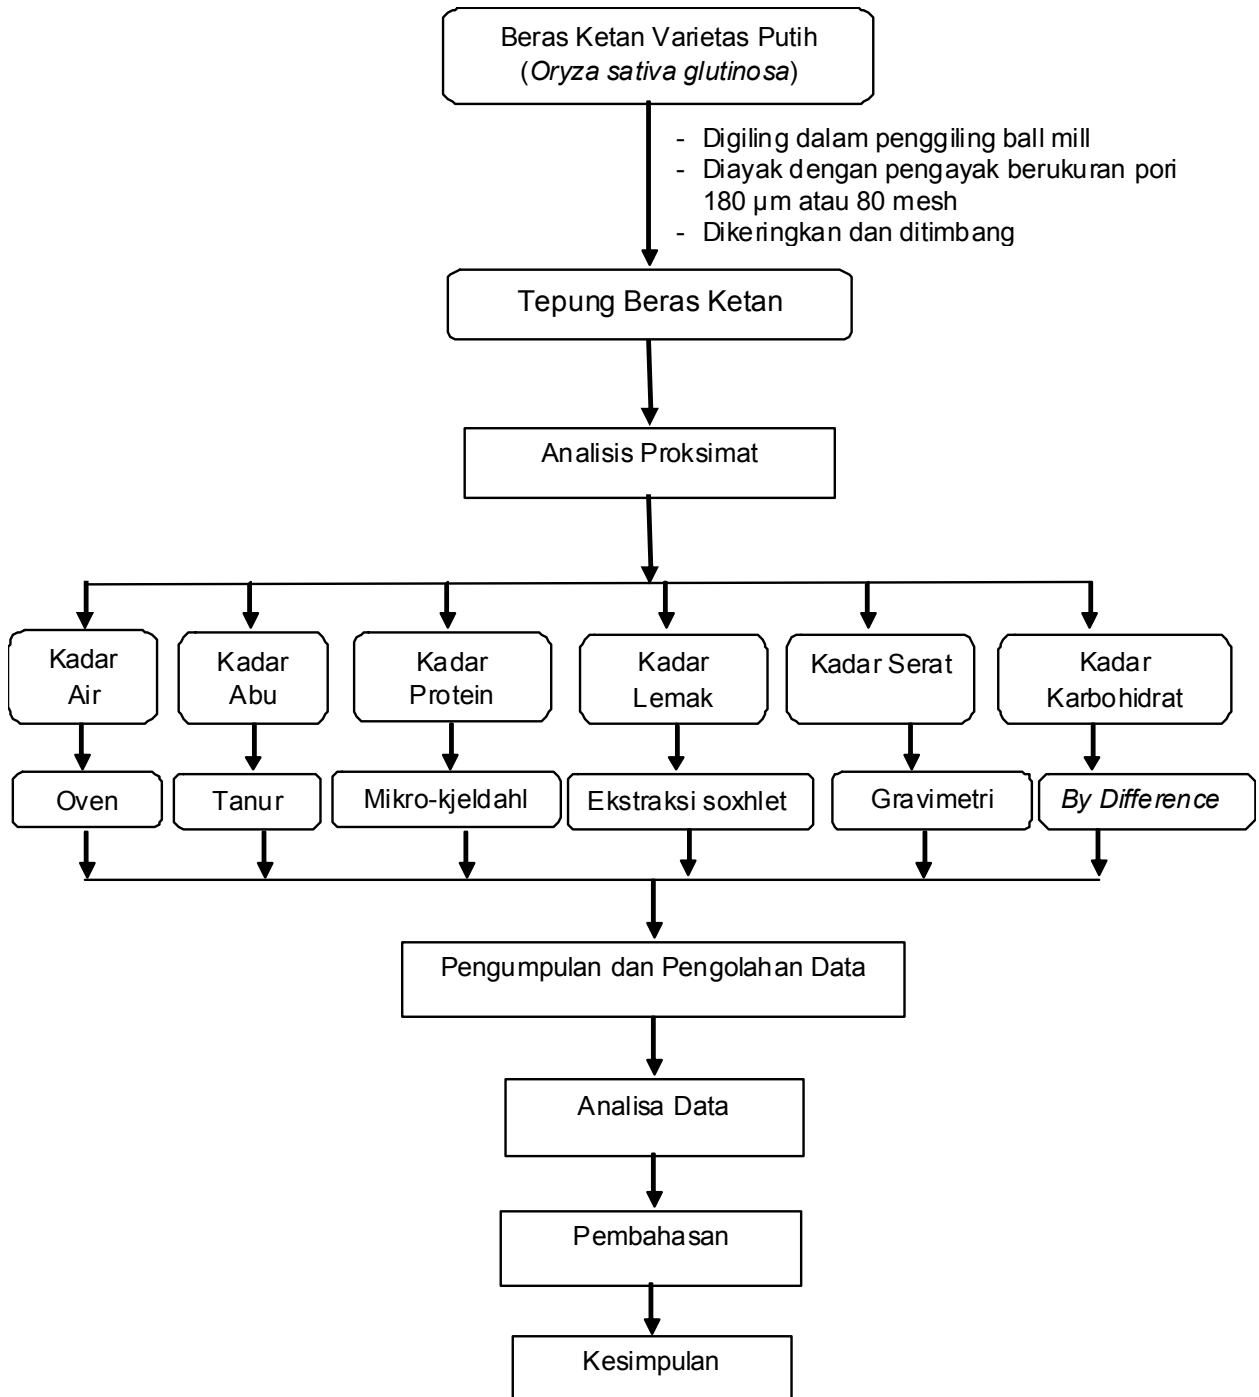 Beras Ketan Varietas Putih
(Oryza sativa glutinosa)
- Digiling dalam penggiling ball mill
- Diayak dengan pengayak berukuran pori
180 µm atau 80 mesh
- Dikeringkan dan ditimbang
Tepung Beras Ketan
Analisis Proksimat
Kadar
Air
Kadar
Abu
Kadar
Protein
Kadar
Lemak
Kadar Serat
Kadar
Karbohidrat
Oven
Tanur
Mikro-kjeldahl
Ekstraksi soxhlet
Gravimetri
By Difference
Pengumpulan dan Pengolahan Data
Analisa Data
Pembahasan
Kesimpulan